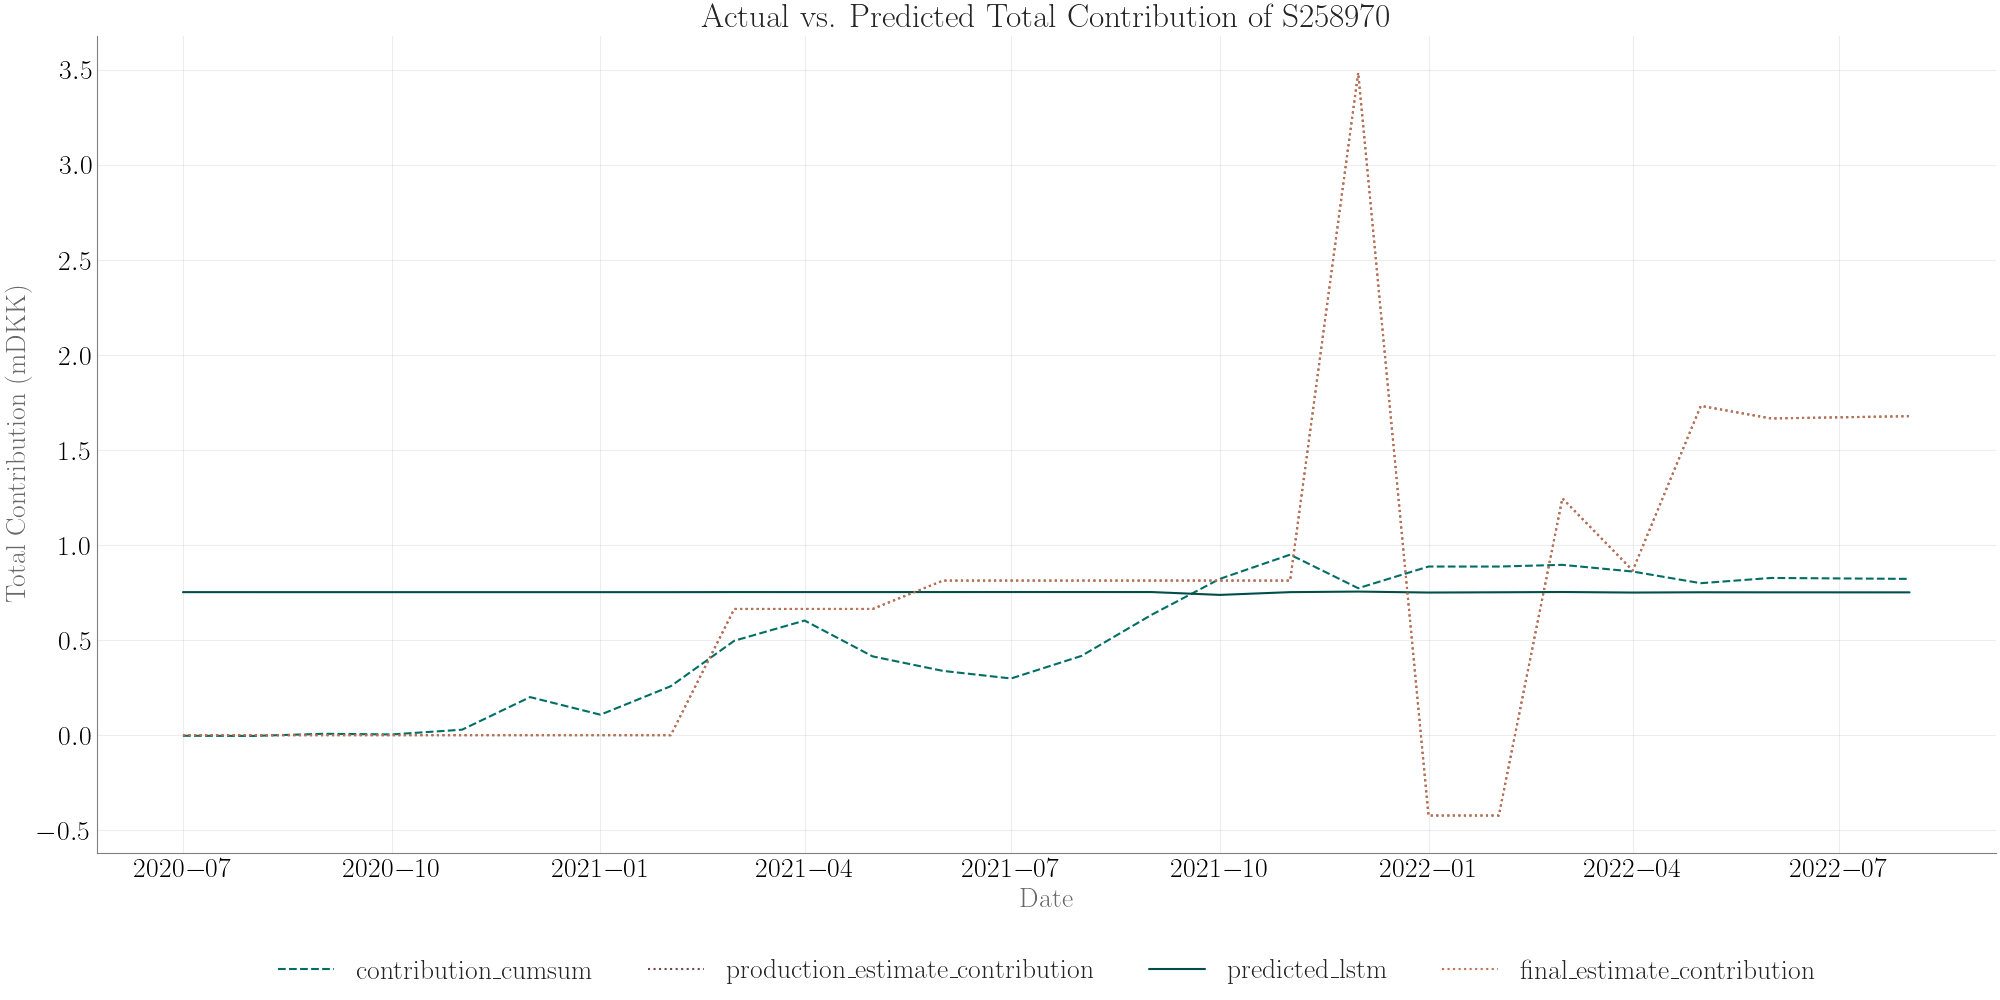 Actual vs. Predicted Total Contribution of S258970
Total Contribution (mDKK)
3.5
3.0
2.5
2.0
1.5
1.0
0.5
0.0
−0.5
2020−07 2020−10 2021−01 2021−04 2021−07 2021−10 2022−01 2022−04 2022−07
Date
contribution_cumsum production_estimate_contribution predicted_lstm final_estimate_contribution